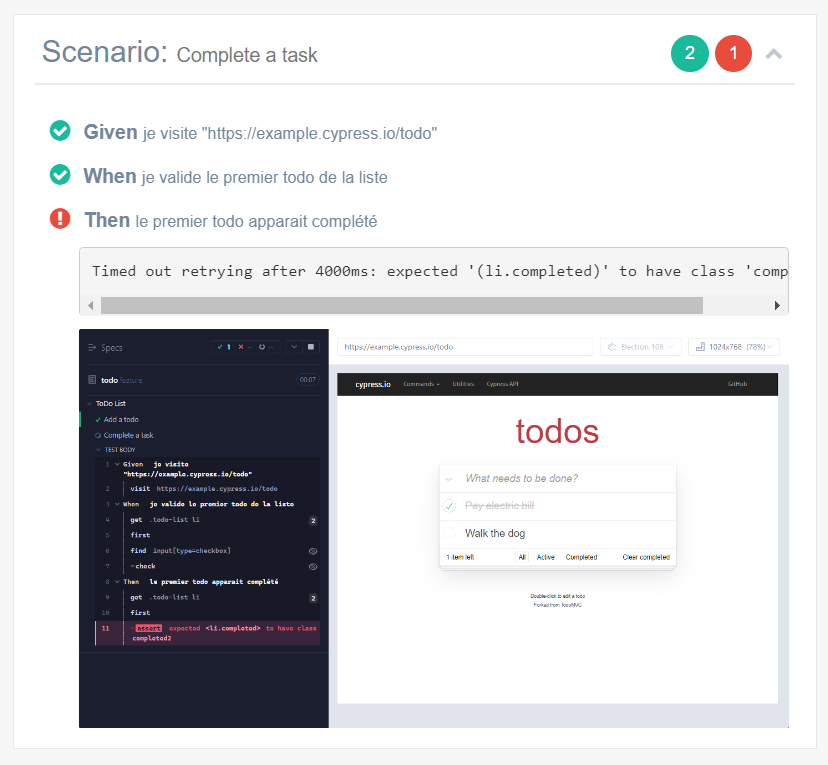 Scenario: Complete a task
2 1
Given je visite "https://example.cypress.io/todo"
When je valide le premier todo de la liste
Then le premier todo apparait complété
Timed out retrying after 4000ms: expected '(li.completed)' to have class 'comp
Specs
1
--
--
https://example.cypress.io/todo
Electron 106
1024x768 (78%)
todo.feature
00:07
ToDo List
Add a todo
Complete a task
TEST BODY
1 Given je visite
"https://example.cypress.io/todo"
2 visit https://example.cypress.io/todo
3 When je valide le premier todo de la liste
4 get .todo-list li 2
5 first
6 find input[type=checkbox]
7 -check
8 Then le premier todo apparait complété
9 get .todo-list li 2
10 first
11 -assert expected <li.completed> to have class
completed2
cypress.io Commands Utilities Cypress API GitHub
todos
What needs to be done?
Pay electric bill
Walk the dog
1 item left All Active Completed Clear completed
Double-click to edit a todo
Forked from TodoMVC